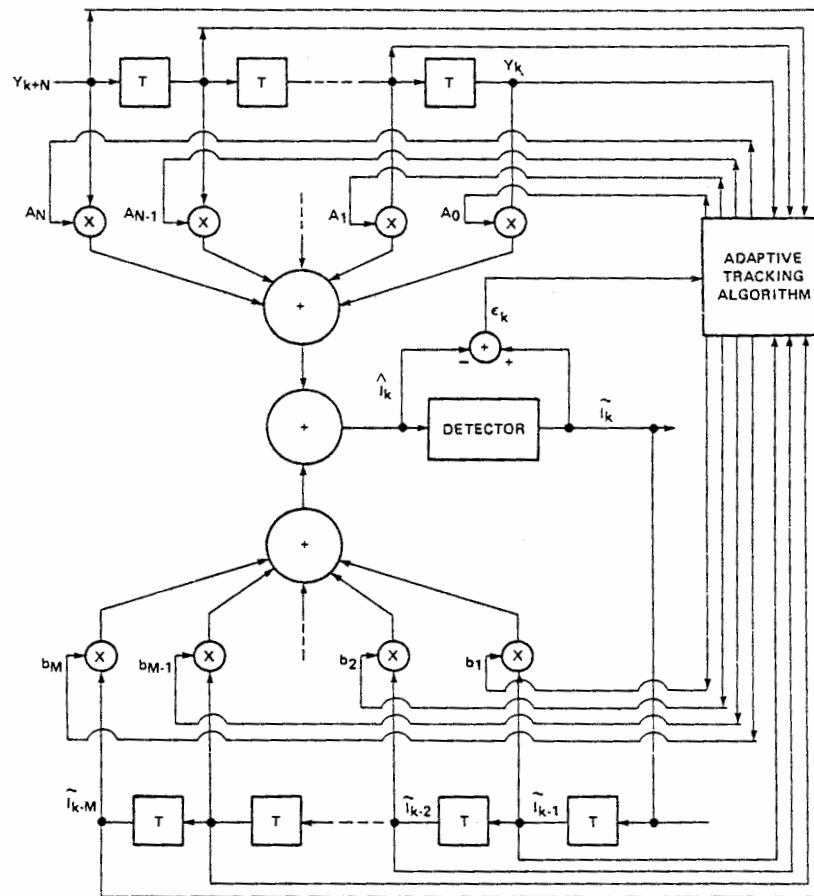 Y_{k+N}
T
T
T
Y_k
A_N
X
A_{N-1}
X
A_1
X
A_0
X
ADAPTIVE
TRACKING
ALGORITHM
+
ε_k
+
− +
Î_k
+
DETECTOR
Ĩ_k
+
b_M
X
b_{M-1}
X
b_2
X
b_1
X
Ĩ_{k-M}
T
T
Ĩ_{k-2}
T
Ĩ_{k-1}
T